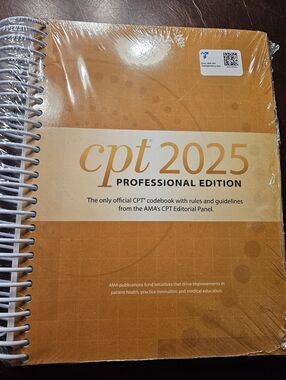 cpt 2025
PROFESSIONAL EDITION
The only official CPT® codebook with rules and guidelines
from the AMA's CPT Editorial Panel.
AMA publications fund initiatives that drive improvements in
patient health, practice innovation and medical education.